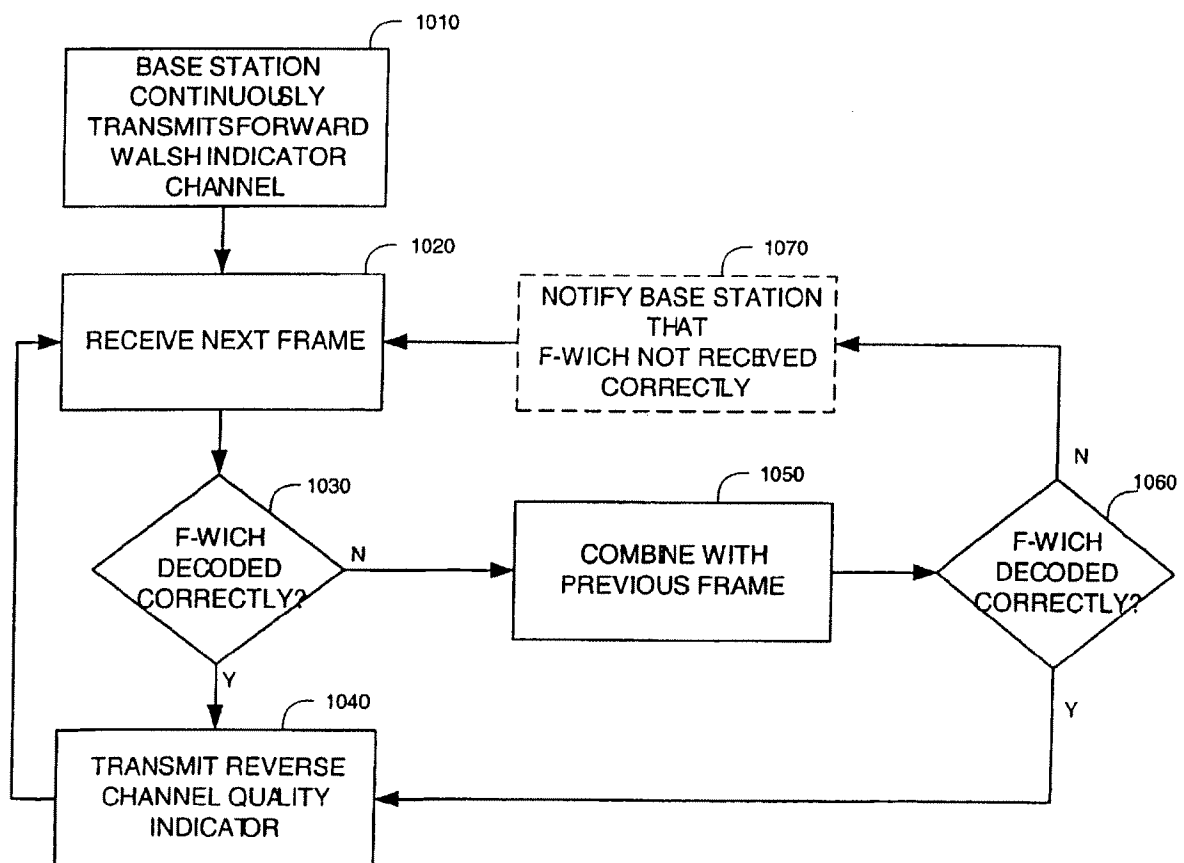 1010
BASE STATION
CONTINUOUSLY
TRANSMITS FORWARD
WALSH INDICATOR
CHANNEL
1020
RECEIVE NEXT FRAME
1070
NOTIFY BASE STATION
THAT
F-WICH NOT RECEIVED
CORRECTLY
1030
F-WICH
DECODED
CORRECTLY?
N
Y
1050
COMBINE WITH
PREVIOUS FRAME
N
1060
F-WICH
DECODED
CORRECTLY?
Y
1040
TRANSMIT REVERSE
CHANNEL QUALITY
INDICATOR